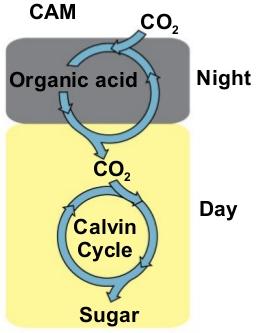 CAM
CO₂
Organic acid
Night
CO₂
Day
Calvin
Cycle
Sugar